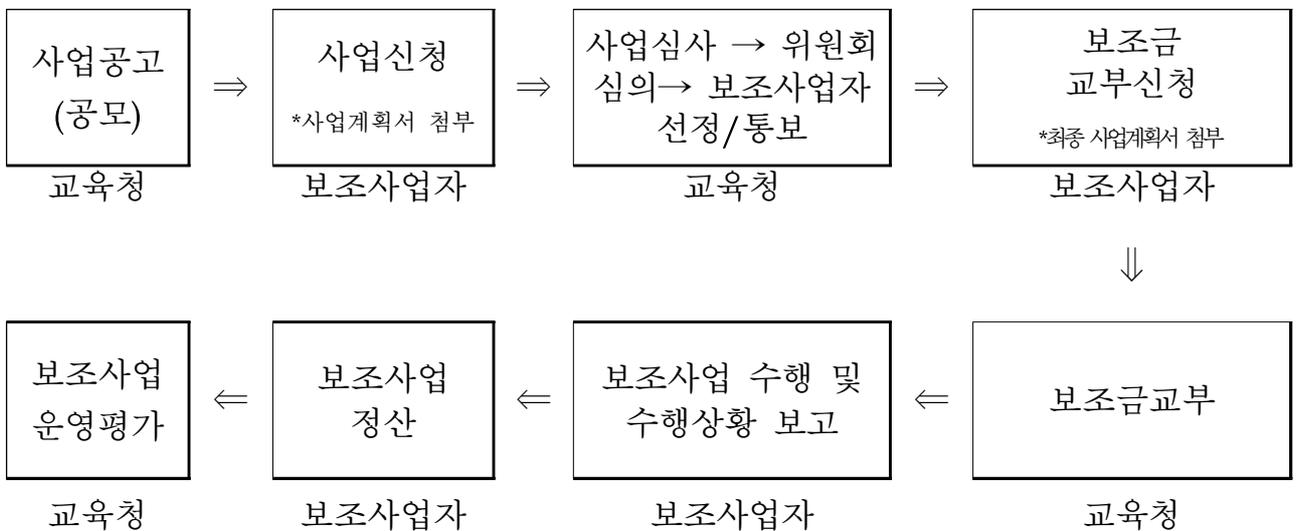 사업공고
(공모)
⇒
사업신청
*사업계획서 첨부
⇒
사업심사 → 위원회
심의→ 보조사업자
선정/통보
⇒
보조금
교부신청
*최종 사업계획서 첨부
교육청
보조사업자
교육청
보조사업자
⇓
보조사업
운영평가
⇐
보조사업
정산
⇐
보조사업 수행 및
수행상황 보고
⇐
보조금교부
교육청
보조사업자
보조사업자
교육청